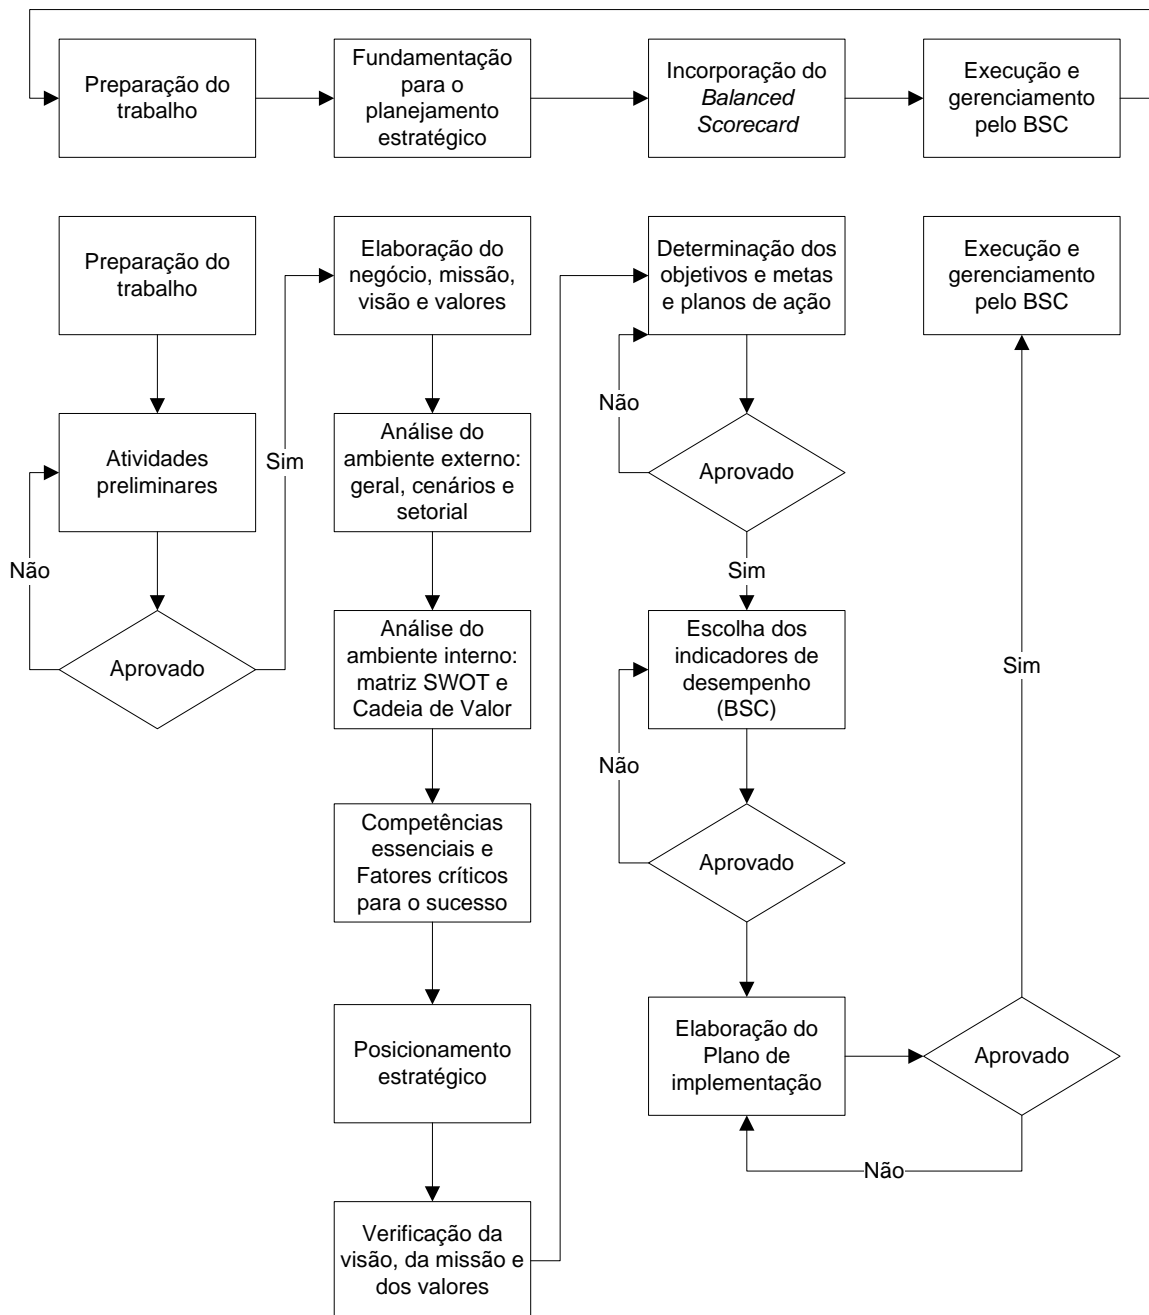 Preparação do
trabalho
Fundamentação
para o
planejamento
estratégico
Incorporação do
Balanced
Scorecard
Execução e
gerenciamento
pelo BSC
Preparação do
trabalho
Elaboração do
negócio, missão,
visão e valores
Determinação dos
objetivos e metas
e planos de ação
Execução e
gerenciamento
pelo BSC
Não
Atividades
preliminares
Sim
Análise do
ambiente externo:
geral, cenários e
setorial
Aprovado
Não
Sim
Aprovado
Análise do
ambiente interno:
matriz SWOT e
Cadeia de Valor
Escolha dos
indicadores de
desempenho
(BSC)
Sim
Não
Competências
essenciais e
Fatores críticos
para o sucesso
Aprovado
Posicionamento
estratégico
Elaboração do
Plano de
implementação
Aprovado
Não
Verificação da
visão, da missão e
dos valores